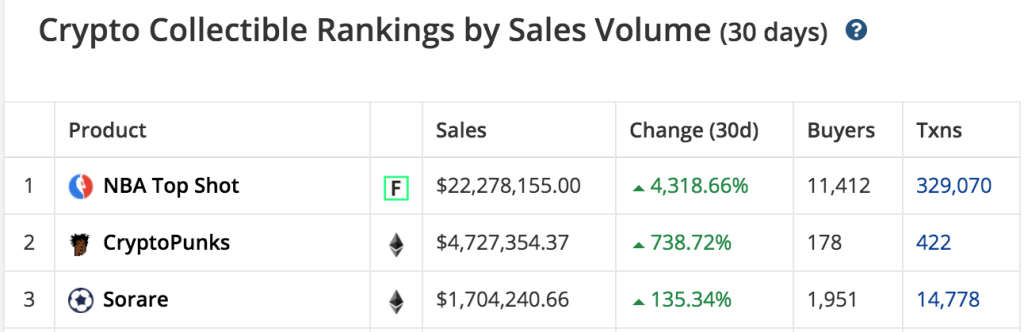 Crypto Collectible Rankings by Sales Volume (30 days) ?
Product Sales Change (30d) Buyers Txns
1 NBA Top Shot F $22,278,155.00 4,318.66% 11,412 329,070
2 CryptoPunks $4,727,354.37 738.72% 178 422
3 Sorare $1,704,240.66 135.34% 1,951 14,778